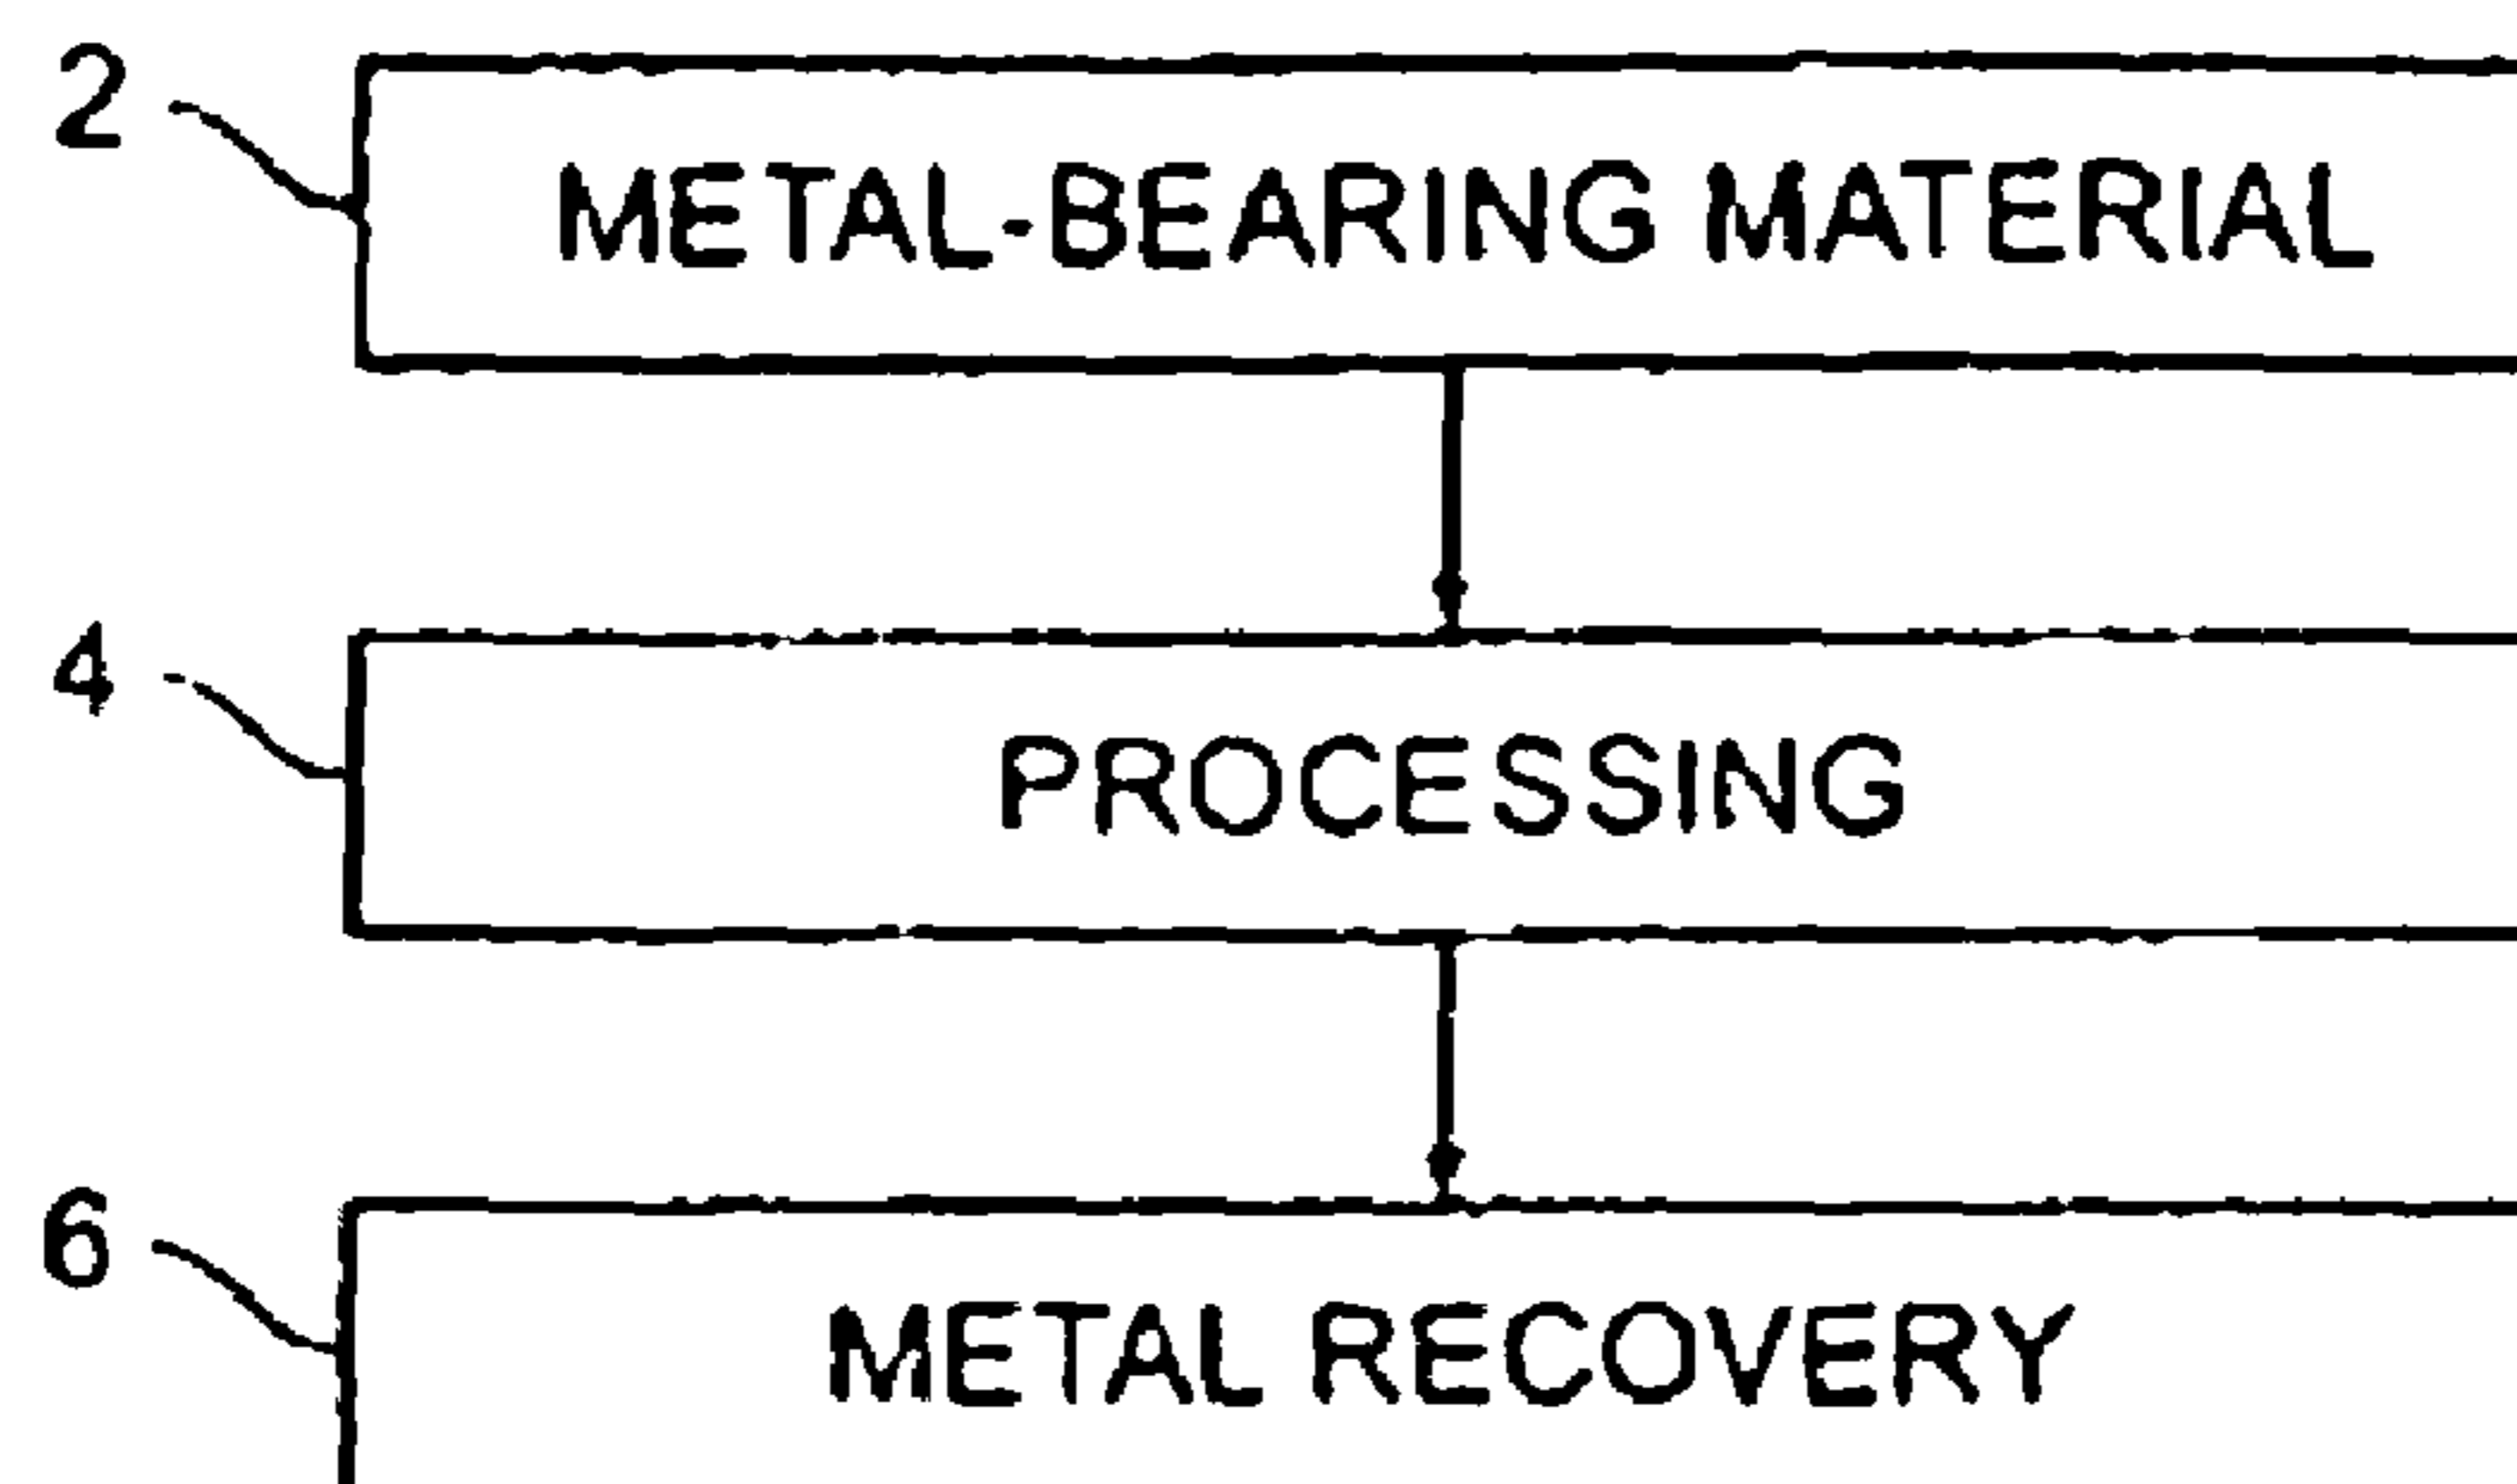 2
METAL-BEARING MATERIAL
4
PROCESSING
6
METAL RECOVERY